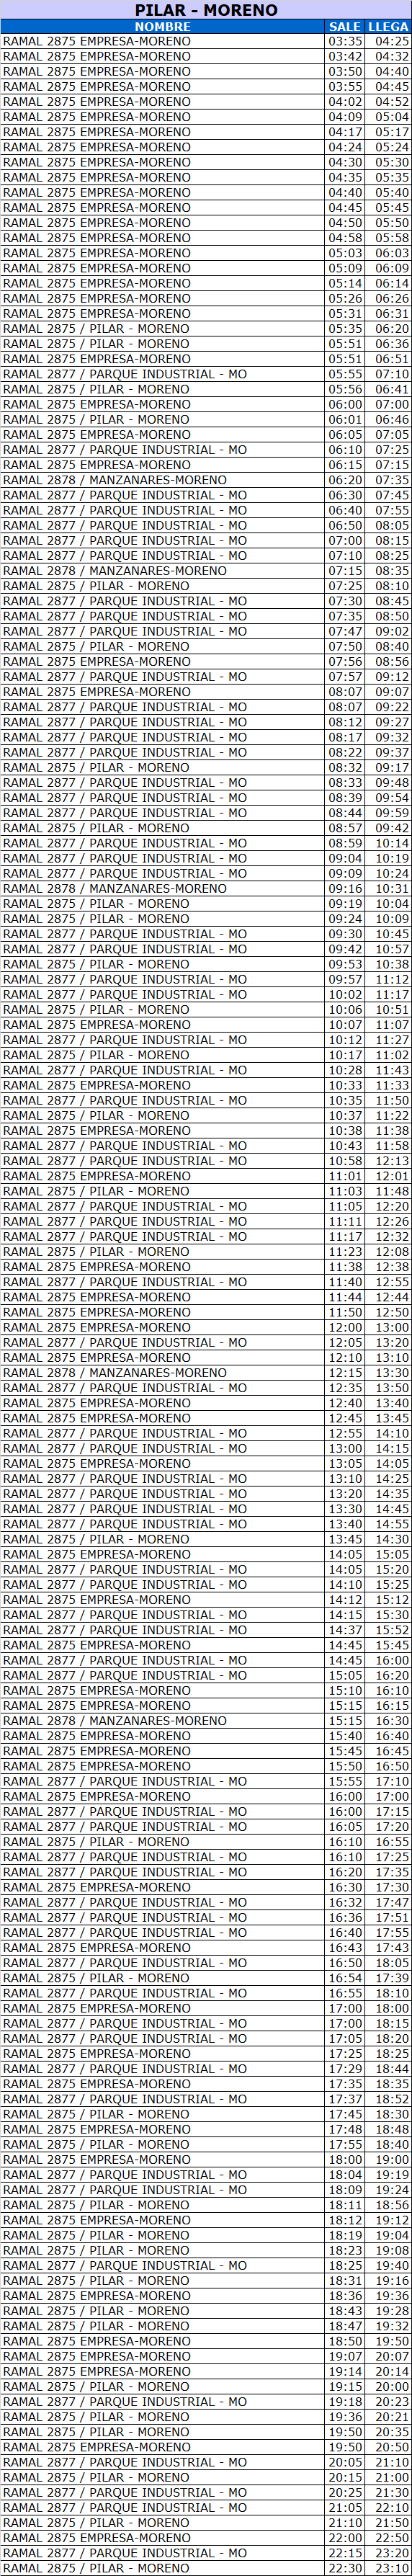 PILAR - MORENO
NOMBRE SALE LLEGA
RAMAL 2875 EMPRESA-MORENO 03:35 04:25
RAMAL 2875 EMPRESA-MORENO 03:42 04:32
RAMAL 2875 EMPRESA-MORENO 03:50 04:40
RAMAL 2875 EMPRESA-MORENO 03:55 04:45
RAMAL 2875 EMPRESA-MORENO 04:02 04:52
RAMAL 2875 EMPRESA-MORENO 04:09 05:04
RAMAL 2875 EMPRESA-MORENO 04:17 05:17
RAMAL 2875 EMPRESA-MORENO 04:24 05:24
RAMAL 2875 EMPRESA-MORENO 04:30 05:30
RAMAL 2875 EMPRESA-MORENO 04:35 05:35
RAMAL 2875 EMPRESA-MORENO 04:40 05:40
RAMAL 2875 EMPRESA-MORENO 04:45 05:45
RAMAL 2875 EMPRESA-MORENO 04:50 05:50
RAMAL 2875 EMPRESA-MORENO 04:58 05:58
RAMAL 2875 EMPRESA-MORENO 05:03 06:03
RAMAL 2875 EMPRESA-MORENO 05:09 06:09
RAMAL 2875 EMPRESA-MORENO 05:14 06:14
RAMAL 2875 EMPRESA-MORENO 05:26 06:26
RAMAL 2875 EMPRESA-MORENO 05:31 06:31
RAMAL 2875 / PILAR - MORENO 05:35 06:20
RAMAL 2875 / PILAR - MORENO 05:51 06:36
RAMAL 2875 EMPRESA-MORENO 05:51 06:51
RAMAL 2877 / PARQUE INDUSTRIAL - MO 05:55 07:10
RAMAL 2875 / PILAR - MORENO 05:56 06:41
RAMAL 2875 EMPRESA-MORENO 06:00 07:00
RAMAL 2875 / PILAR - MORENO 06:01 06:46
RAMAL 2875 EMPRESA-MORENO 06:05 07:05
RAMAL 2877 / PARQUE INDUSTRIAL - MO 06:10 07:25
RAMAL 2875 EMPRESA-MORENO 06:15 07:15
RAMAL 2878 / MANZANARES-MORENO 06:20 07:35
RAMAL 2877 / PARQUE INDUSTRIAL - MO 06:30 07:45
RAMAL 2877 / PARQUE INDUSTRIAL - MO 06:40 07:55
RAMAL 2877 / PARQUE INDUSTRIAL - MO 06:50 08:05
RAMAL 2877 / PARQUE INDUSTRIAL - MO 07:00 08:15
RAMAL 2877 / PARQUE INDUSTRIAL - MO 07:10 08:25
RAMAL 2878 / MANZANARES-MORENO 07:15 08:35
RAMAL 2875 / PILAR - MORENO 07:25 08:10
RAMAL 2877 / PARQUE INDUSTRIAL - MO 07:30 08:45
RAMAL 2877 / PARQUE INDUSTRIAL - MO 07:35 08:50
RAMAL 2877 / PARQUE INDUSTRIAL - MO 07:47 09:02
RAMAL 2875 / PILAR - MORENO 07:50 08:40
RAMAL 2875 EMPRESA-MORENO 07:56 08:56
RAMAL 2877 / PARQUE INDUSTRIAL - MO 07:57 09:12
RAMAL 2875 EMPRESA-MORENO 08:07 09:07
RAMAL 2877 / PARQUE INDUSTRIAL - MO 08:07 09:22
RAMAL 2877 / PARQUE INDUSTRIAL - MO 08:12 09:27
RAMAL 2877 / PARQUE INDUSTRIAL - MO 08:17 09:32
RAMAL 2877 / PARQUE INDUSTRIAL - MO 08:22 09:37
RAMAL 2875 / PILAR - MORENO 08:32 09:17
RAMAL 2877 / PARQUE INDUSTRIAL - MO 08:33 09:48
RAMAL 2877 / PARQUE INDUSTRIAL - MO 08:39 09:54
RAMAL 2877 / PARQUE INDUSTRIAL - MO 08:44 09:59
RAMAL 2875 / PILAR - MORENO 08:57 09:42
RAMAL 2877 / PARQUE INDUSTRIAL - MO 08:59 10:14
RAMAL 2877 / PARQUE INDUSTRIAL - MO 09:04 10:19
RAMAL 2877 / PARQUE INDUSTRIAL - MO 09:09 10:24
RAMAL 2878 / MANZANARES-MORENO 09:16 10:31
RAMAL 2875 / PILAR - MORENO 09:19 10:04
RAMAL 2875 / PILAR - MORENO 09:24 10:09
RAMAL 2877 / PARQUE INDUSTRIAL - MO 09:30 10:45
RAMAL 2877 / PARQUE INDUSTRIAL - MO 09:42 10:57
RAMAL 2875 / PILAR - MORENO 09:53 10:38
RAMAL 2877 / PARQUE INDUSTRIAL - MO 09:57 11:12
RAMAL 2877 / PARQUE INDUSTRIAL - MO 10:02 11:17
RAMAL 2875 / PILAR - MORENO 10:06 10:51
RAMAL 2875 EMPRESA-MORENO 10:07 11:07
RAMAL 2877 / PARQUE INDUSTRIAL - MO 10:12 11:27
RAMAL 2875 / PILAR - MORENO 10:17 11:02
RAMAL 2877 / PARQUE INDUSTRIAL - MO 10:28 11:43
RAMAL 2875 EMPRESA-MORENO 10:33 11:33
RAMAL 2877 / PARQUE INDUSTRIAL - MO 10:35 11:50
RAMAL 2875 / PILAR - MORENO 10:37 11:22
RAMAL 2875 EMPRESA-MORENO 10:38 11:38
RAMAL 2877 / PARQUE INDUSTRIAL - MO 10:43 11:58
RAMAL 2877 / PARQUE INDUSTRIAL - MO 10:58 12:13
RAMAL 2875 EMPRESA-MORENO 11:01 12:01
RAMAL 2875 / PILAR - MORENO 11:03 11:48
RAMAL 2877 / PARQUE INDUSTRIAL - MO 11:05 12:20
RAMAL 2877 / PARQUE INDUSTRIAL - MO 11:11 12:26
RAMAL 2877 / PARQUE INDUSTRIAL - MO 11:17 12:32
RAMAL 2875 / PILAR - MORENO 11:23 12:08
RAMAL 2875 EMPRESA-MORENO 11:38 12:38
RAMAL 2877 / PARQUE INDUSTRIAL - MO 11:40 12:55
RAMAL 2875 EMPRESA-MORENO 11:44 12:44
RAMAL 2875 EMPRESA-MORENO 11:50 12:50
RAMAL 2875 EMPRESA-MORENO 12:00 13:00
RAMAL 2877 / PARQUE INDUSTRIAL - MO 12:05 13:20
RAMAL 2875 EMPRESA-MORENO 12:10 13:10
RAMAL 2878 / MANZANARES-MORENO 12:15 13:30
RAMAL 2877 / PARQUE INDUSTRIAL - MO 12:35 13:50
RAMAL 2875 EMPRESA-MORENO 12:40 13:40
RAMAL 2875 EMPRESA-MORENO 12:45 13:45
RAMAL 2877 / PARQUE INDUSTRIAL - MO 12:55 14:10
RAMAL 2877 / PARQUE INDUSTRIAL - MO 13:00 14:15
RAMAL 2875 EMPRESA-MORENO 13:05 14:05
RAMAL 2877 / PARQUE INDUSTRIAL - MO 13:10 14:25
RAMAL 2877 / PARQUE INDUSTRIAL - MO 13:20 14:35
RAMAL 2877 / PARQUE INDUSTRIAL - MO 13:30 14:45
RAMAL 2877 / PARQUE INDUSTRIAL - MO 13:40 14:55
RAMAL 2875 / PILAR - MORENO 13:45 14:30
RAMAL 2875 EMPRESA-MORENO 14:05 15:05
RAMAL 2877 / PARQUE INDUSTRIAL - MO 14:05 15:20
RAMAL 2877 / PARQUE INDUSTRIAL - MO 14:10 15:25
RAMAL 2875 EMPRESA-MORENO 14:12 15:12
RAMAL 2877 / PARQUE INDUSTRIAL - MO 14:15 15:30
RAMAL 2877 / PARQUE INDUSTRIAL - MO 14:37 15:52
RAMAL 2875 EMPRESA-MORENO 14:45 15:45
RAMAL 2877 / PARQUE INDUSTRIAL - MO 14:45 16:00
RAMAL 2877 / PARQUE INDUSTRIAL - MO 15:05 16:20
RAMAL 2875 EMPRESA-MORENO 15:10 16:10
RAMAL 2875 EMPRESA-MORENO 15:15 16:15
RAMAL 2878 / MANZANARES-MORENO 15:15 16:30
RAMAL 2875 EMPRESA-MORENO 15:40 16:40
RAMAL 2875 EMPRESA-MORENO 15:45 16:45
RAMAL 2875 EMPRESA-MORENO 15:50 16:50
RAMAL 2877 / PARQUE INDUSTRIAL - MO 15:55 17:10
RAMAL 2875 EMPRESA-MORENO 16:00 17:00
RAMAL 2877 / PARQUE INDUSTRIAL - MO 16:00 17:15
RAMAL 2877 / PARQUE INDUSTRIAL - MO 16:05 17:20
RAMAL 2875 / PILAR - MORENO 16:10 16:55
RAMAL 2877 / PARQUE INDUSTRIAL - MO 16:10 17:25
RAMAL 2877 / PARQUE INDUSTRIAL - MO 16:20 17:35
RAMAL 2875 EMPRESA-MORENO 16:30 17:30
RAMAL 2877 / PARQUE INDUSTRIAL - MO 16:32 17:47
RAMAL 2877 / PARQUE INDUSTRIAL - MO 16:36 17:51
RAMAL 2877 / PARQUE INDUSTRIAL - MO 16:40 17:55
RAMAL 2875 EMPRESA-MORENO 16:43 17:43
RAMAL 2877 / PARQUE INDUSTRIAL - MO 16:50 18:05
RAMAL 2875 / PILAR - MORENO 16:54 17:39
RAMAL 2877 / PARQUE INDUSTRIAL - MO 16:55 18:10
RAMAL 2875 EMPRESA-MORENO 17:00 18:00
RAMAL 2877 / PARQUE INDUSTRIAL - MO 17:00 18:15
RAMAL 2877 / PARQUE INDUSTRIAL - MO 17:05 18:20
RAMAL 2875 EMPRESA-MORENO 17:25 18:25
RAMAL 2877 / PARQUE INDUSTRIAL - MO 17:29 18:44
RAMAL 2875 EMPRESA-MORENO 17:35 18:35
RAMAL 2877 / PARQUE INDUSTRIAL - MO 17:37 18:52
RAMAL 2875 / PILAR - MORENO 17:45 18:30
RAMAL 2875 EMPRESA-MORENO 17:48 18:48
RAMAL 2875 / PILAR - MORENO 17:55 18:40
RAMAL 2875 EMPRESA-MORENO 18:00 19:00
RAMAL 2877 / PARQUE INDUSTRIAL - MO 18:04 19:19
RAMAL 2877 / PARQUE INDUSTRIAL - MO 18:09 19:24
RAMAL 2875 / PILAR - MORENO 18:11 18:56
RAMAL 2875 EMPRESA-MORENO 18:12 19:12
RAMAL 2875 / PILAR - MORENO 18:19 19:04
RAMAL 2875 / PILAR - MORENO 18:23 19:08
RAMAL 2877 / PARQUE INDUSTRIAL - MO 18:25 19:40
RAMAL 2875 / PILAR - MORENO 18:31 19:16
RAMAL 2875 EMPRESA-MORENO 18:36 19:36
RAMAL 2875 / PILAR - MORENO 18:43 19:28
RAMAL 2875 / PILAR - MORENO 18:47 19:32
RAMAL 2875 EMPRESA-MORENO 18:50 19:50
RAMAL 2875 EMPRESA-MORENO 19:07 20:07
RAMAL 2875 EMPRESA-MORENO 19:14 20:14
RAMAL 2875 / PILAR - MORENO 19:15 20:00
RAMAL 2877 / PARQUE INDUSTRIAL - MO 19:18 20:23
RAMAL 2875 / PILAR - MORENO 19:36 20:21
RAMAL 2875 / PILAR - MORENO 19:50 20:35
RAMAL 2875 EMPRESA-MORENO 19:50 20:50
RAMAL 2877 / PARQUE INDUSTRIAL - MO 20:05 21:10
RAMAL 2875 / PILAR - MORENO 20:15 21:00
RAMAL 2877 / PARQUE INDUSTRIAL - MO 20:25 21:30
RAMAL 2877 / PARQUE INDUSTRIAL - MO 21:05 22:10
RAMAL 2875 / PILAR - MORENO 21:10 21:50
RAMAL 2875 EMPRESA-MORENO 22:00 22:50
RAMAL 2877 / PARQUE INDUSTRIAL - MO 22:15 23:20
RAMAL 2875 / PILAR - MORENO 22:30 23:10